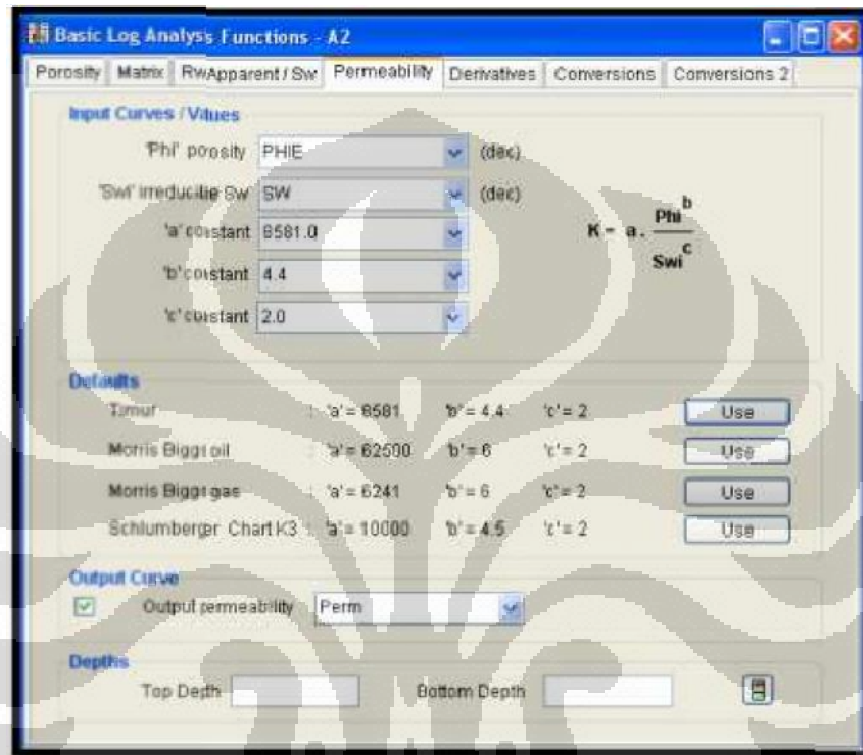 Basic Log Analysis Functions - A2
Porosity Matrix RwApparent / Sw Permeability Derivatives Conversions Conversions 2
Input Curves / Values
'Phi' porosity PHIE (dec)
'Swi' irreducible Sw SW (dec)
'a' constant 8581.0
'b' constant 4.4
'c' constant 2.0
K = a . Phi b
Swi c
Defaults
Timur : 'a' = 8581 'b' = 4.4 'c' = 2 Use
Morris Biggs oil : 'a' = 62500 'b' = 6 'c' = 2 Use
Morris Biggs gas : 'a' = 6241 'b' = 6 'c' = 2 Use
Schlumberger Chart K3 : 'a' = 10000 'b' = 4.5 'c' = 2 Use
Output Curve
Output permeability Perm
Depths
Top Depth Bottom Depth